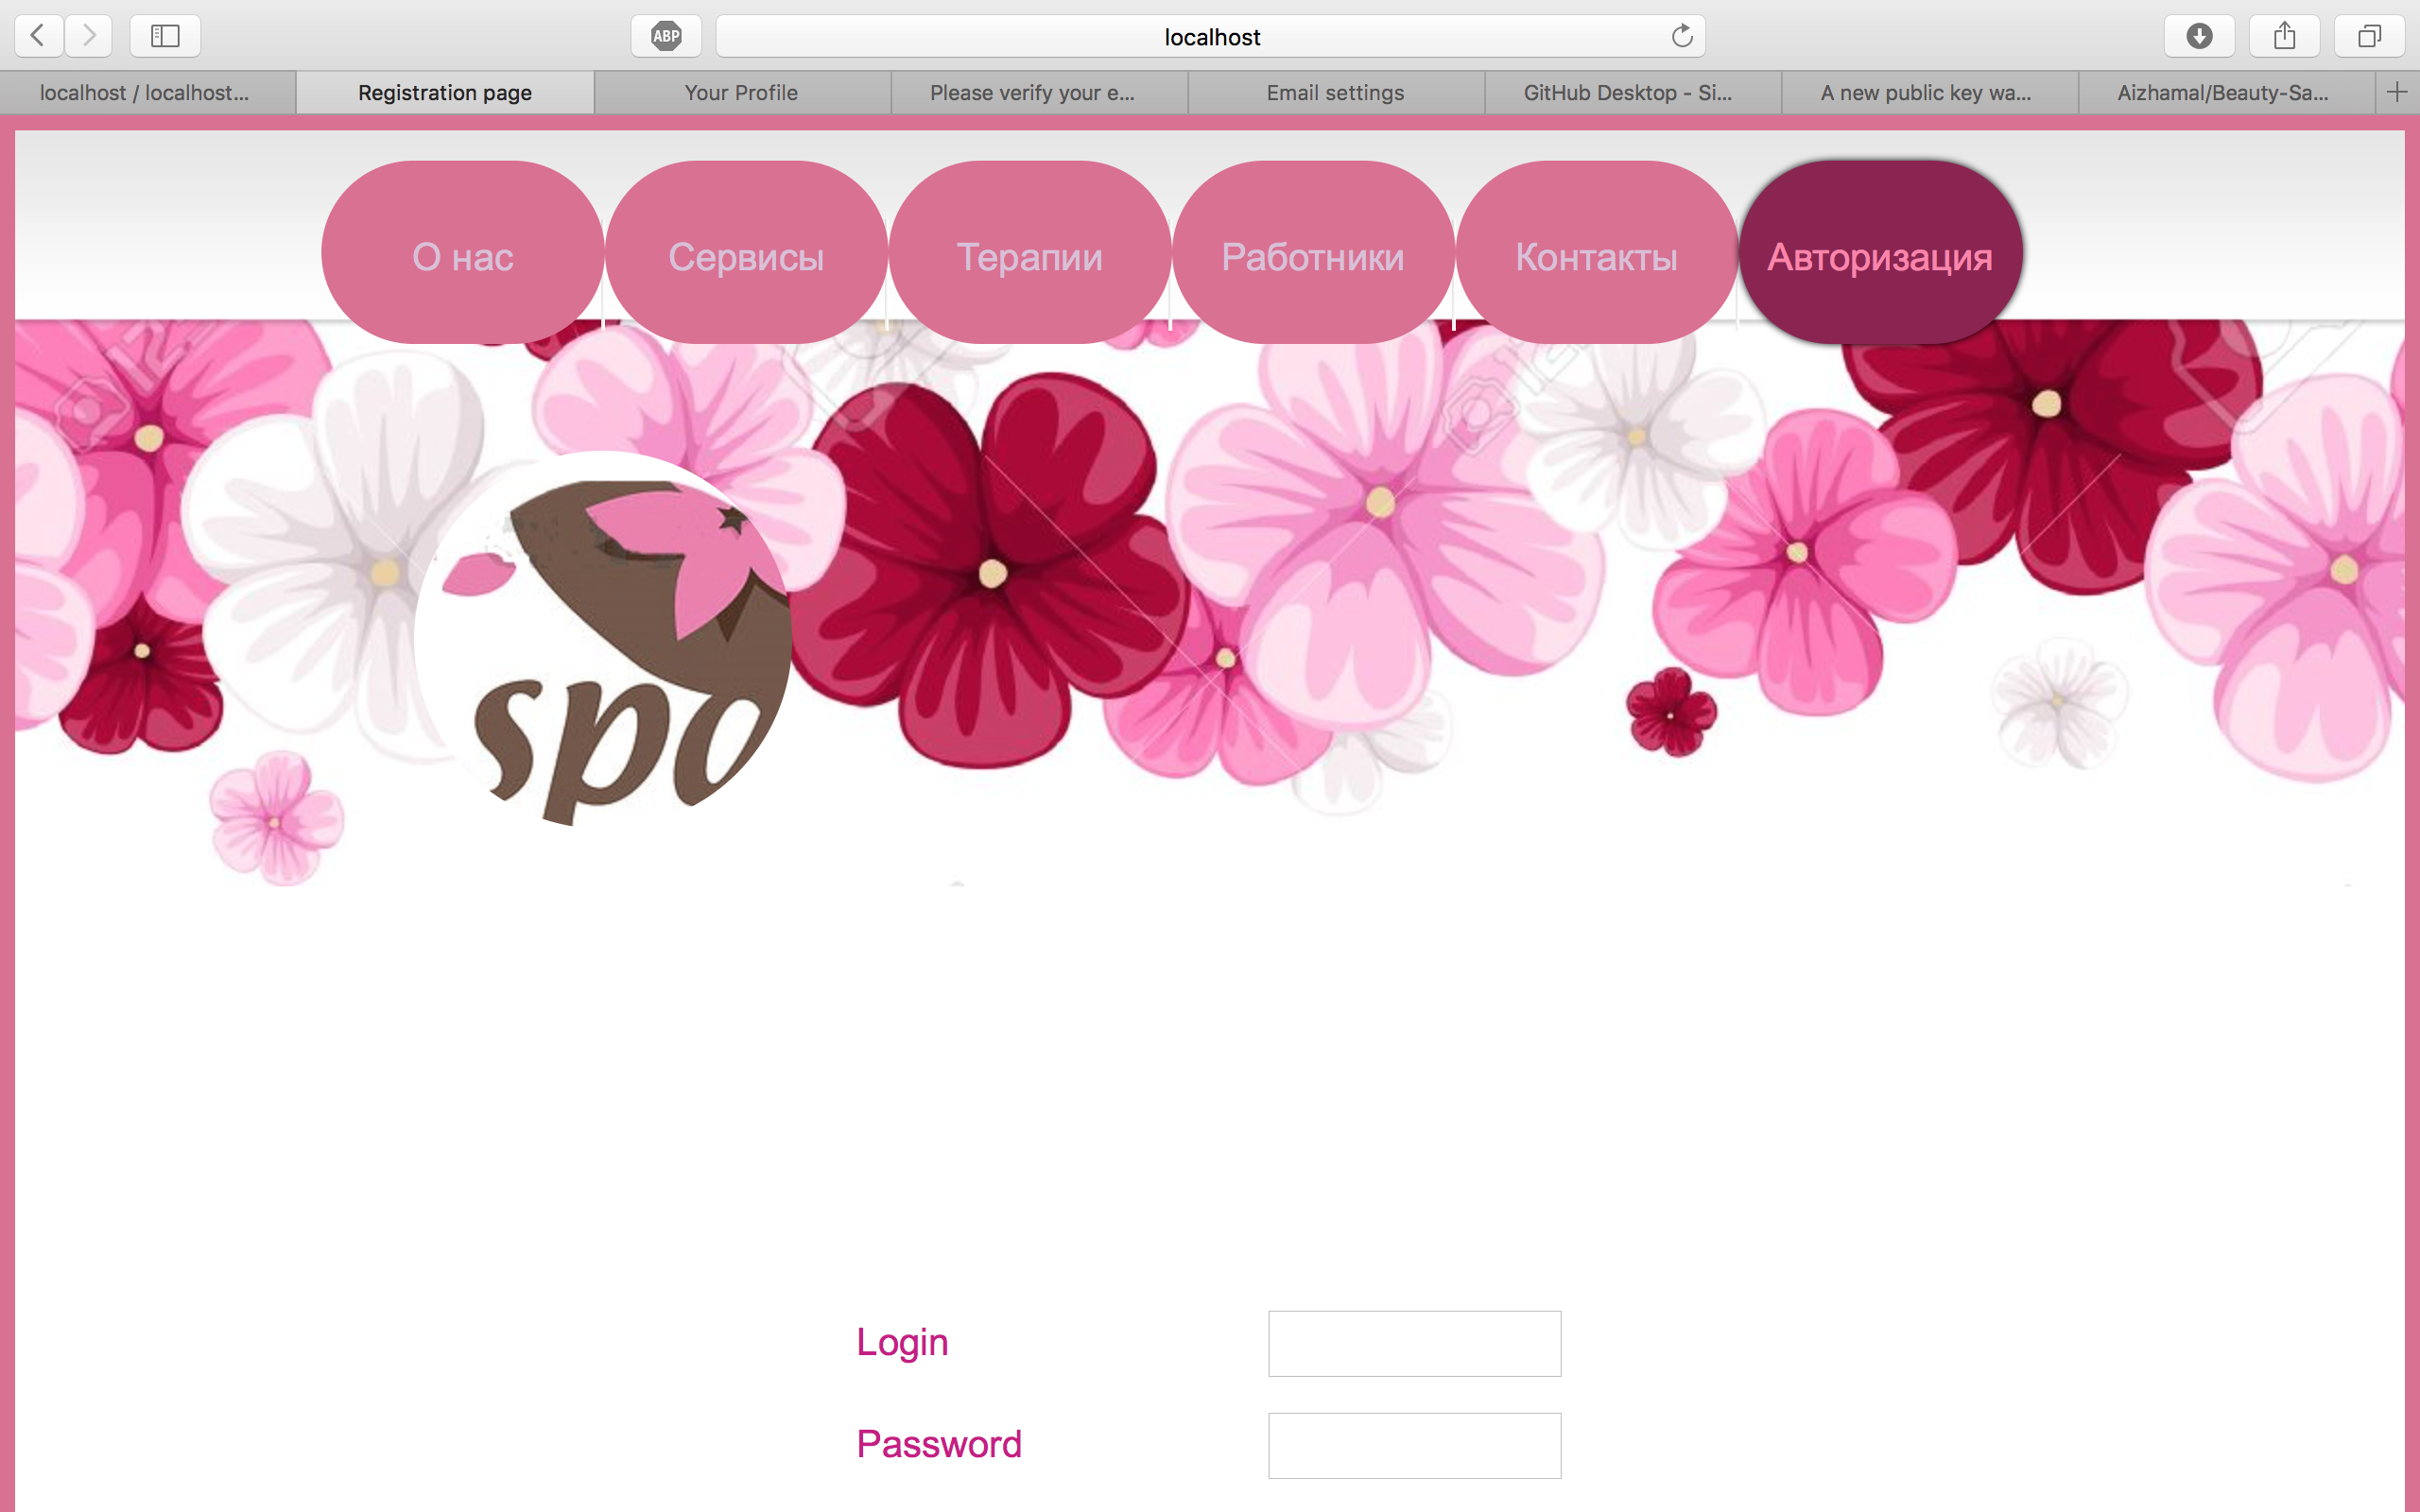 ABP
localhost
localhost / localhost...
Registration page
Your Profile
Please verify your e...
Email settings
GitHub Desktop - Si...
A new public key wa...
Aizhamal/Beauty-Sa...
О нас
Сервисы
Терапии
Работники
Контакты
Авторизация
spa
Login
Password